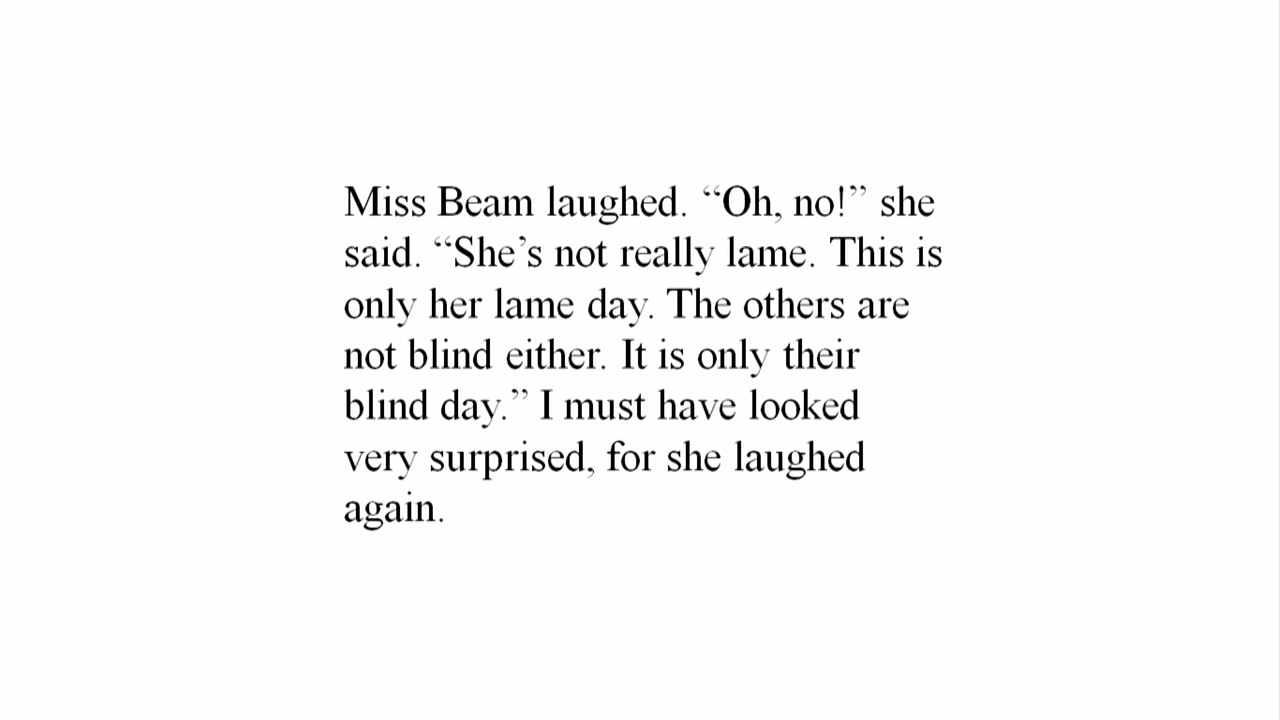 Miss Beam laughed. “Oh, no!” she
said. “She’s not really lame. This is
only her lame day. The others are
not blind either. It is only their
blind day.” I must have looked
very surprised, for she laughed
again.